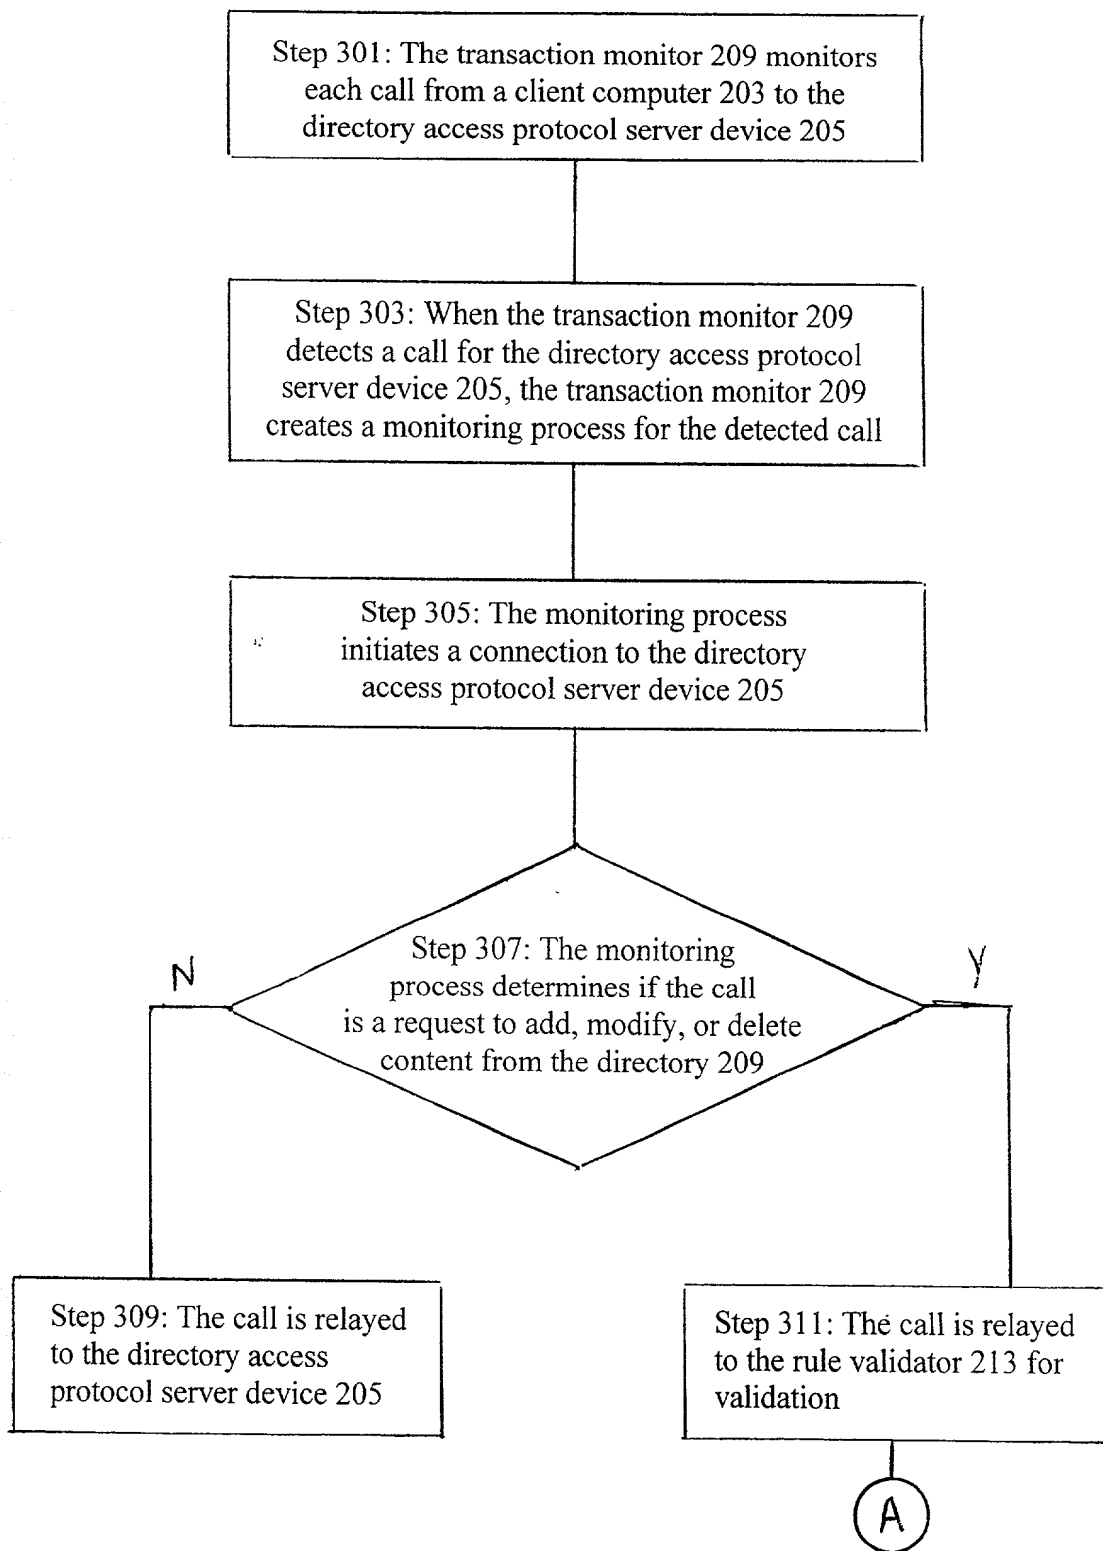 Step 301: The transaction monitor 209 monitors
each call from a client computer 203 to the
directory access protocol server device 205
Step 303: When the transaction monitor 209
detects a call for the directory access protocol
server device 205, the transaction monitor 209
creates a monitoring process for the detected call
Step 305: The monitoring process
initiates a connection to the directory
access protocol server device 205
Step 307: The monitoring
process determines if the call
is a request to add, modify, or delete
content from the directory 209
N
Y
Step 309: The call is relayed
to the directory access
protocol server device 205
Step 311: The call is relayed
to the rule validator 213 for
validation
A